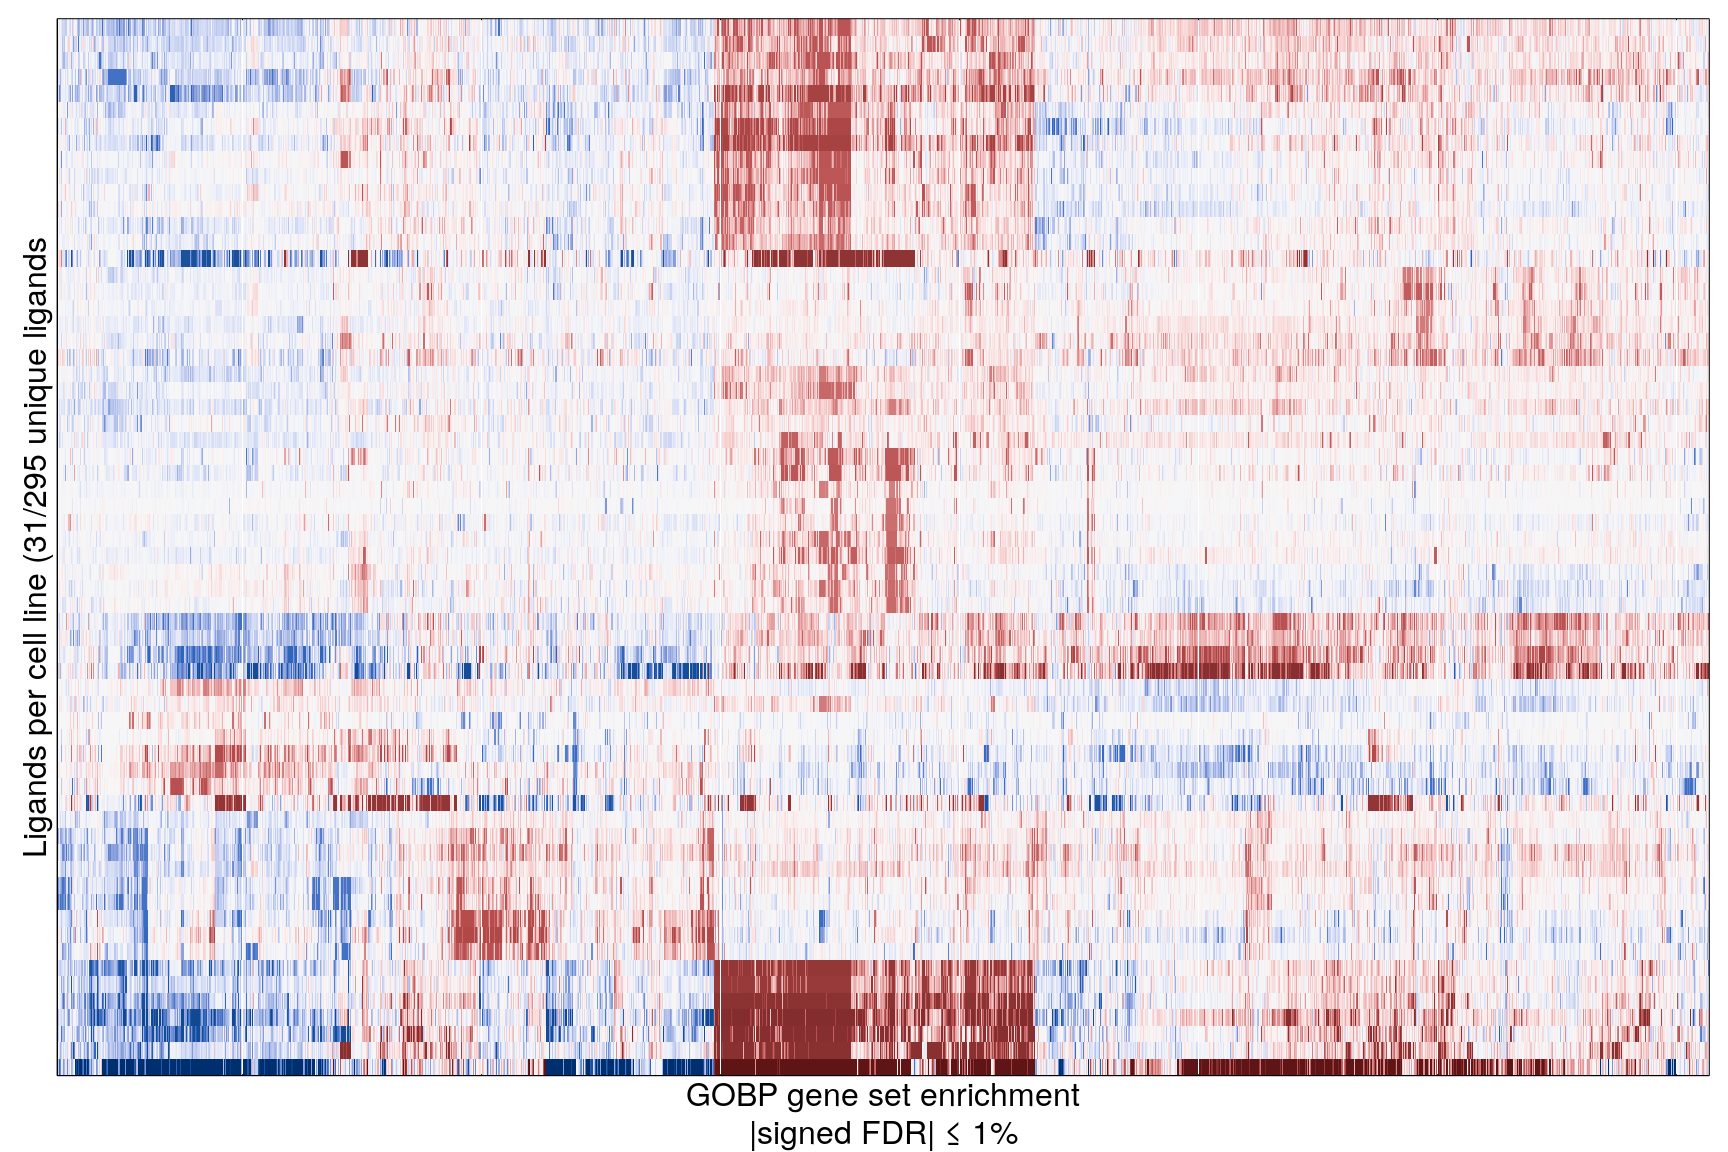 Ligands per cell line (31/295 unique ligands)
GOBP gene set enrichment
|signed FDR| ≤ 1%